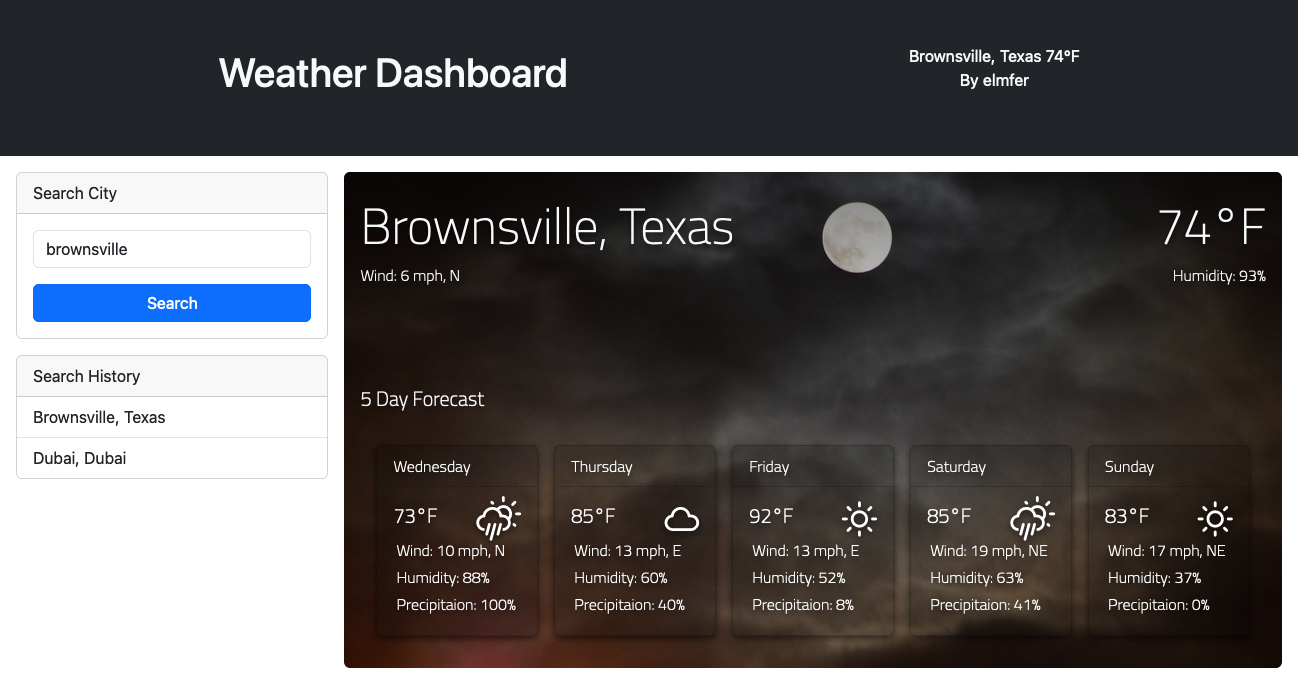 Weather Dashboard
Brownsville, Texas 74°F
By elmfer
Search City
brownsville
Search
Search History
Brownsville, Texas
Dubai, Dubai
Brownsville, Texas
74°F
Wind: 6 mph, N
Humidity: 93%
5 Day Forecast
Wednesday
73°F
Wind: 10 mph, N
Humidity: 88%
Precipitaion: 100%
Thursday
85°F
Wind: 13 mph, E
Humidity: 60%
Precipitaion: 40%
Friday
92°F
Wind: 13 mph, E
Humidity: 52%
Precipitaion: 8%
Saturday
85°F
Wind: 19 mph, NE
Humidity: 63%
Precipitaion: 41%
Sunday
83°F
Wind: 17 mph, NE
Humidity: 37%
Precipitaion: 0%